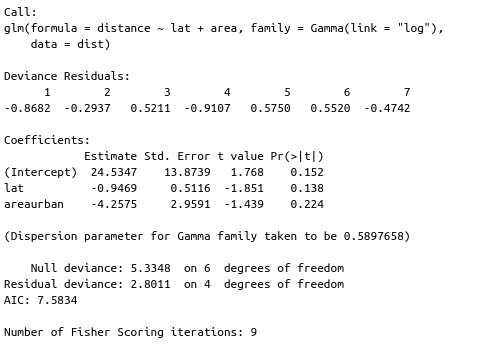 Call:
glm(formula = distance ~ lat + area, family = Gamma(link = "log"),
    data = dist)

Deviance Residuals:
      1        2        3        4        5        6        7
-0.8682  -0.2937   0.5211  -0.9107   0.5750   0.5520  -0.4742

Coefficients:
            Estimate Std. Error t value Pr(>|t|)
(Intercept)  24.5347    13.8739   1.768    0.152
lat          -0.9469     0.5116  -1.851    0.138
areaurban    -4.2575     2.9591  -1.439    0.224

(Dispersion parameter for Gamma family taken to be 0.5897658)

    Null deviance: 5.3348  on 6  degrees of freedom
Residual deviance: 2.8011  on 4  degrees of freedom
AIC: 7.5834

Number of Fisher Scoring iterations: 9